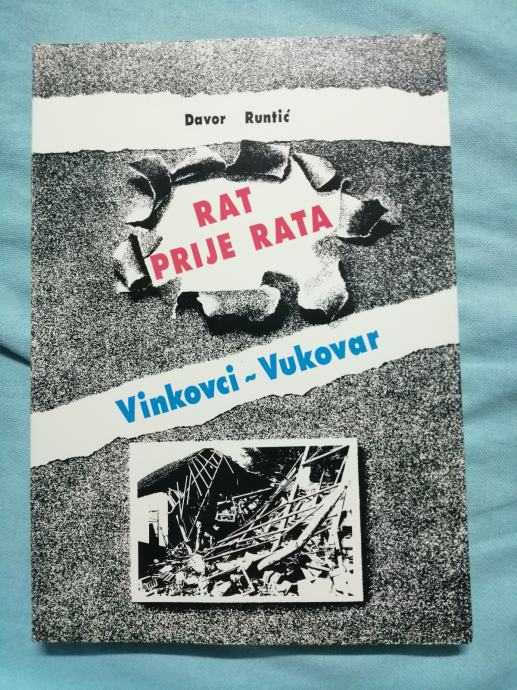 Davor Runtić
RAT
PRIJE RATA
Vinkovci ~ Vukovar